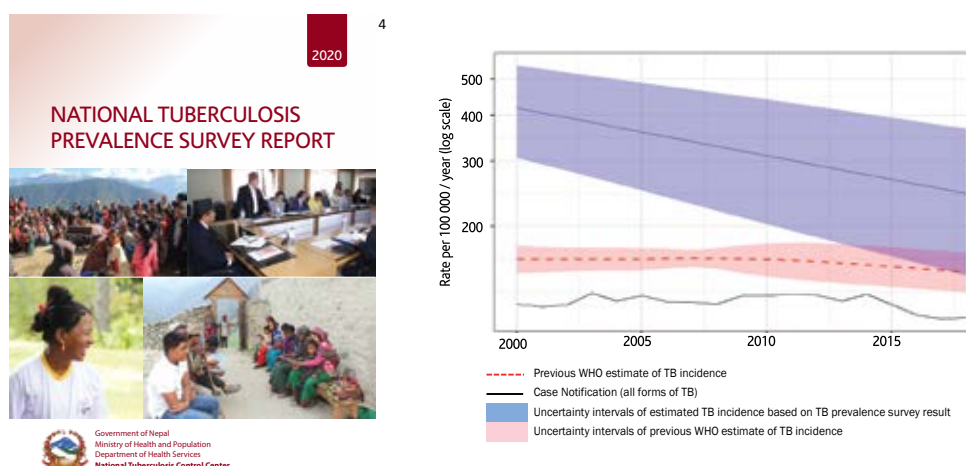 4
2020
NATIONAL TUBERCULOSIS
PREVALENCE SURVEY REPORT
Government of Nepal
Ministry of Health and Population
Department of Health Services
National Tuberculosis Control Center
Rate per 100 000 / year (log scale)
500
400
300
200
2000
2005
2010
2015
Previous WHO estimate of TB incidence
Case Notification (all forms of TB)
Uncertainty intervals of estimated TB incidence based on TB prevalence survey result
Uncertainty intervals of previous WHO estimate of TB incidence